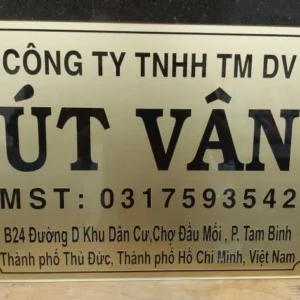 CÔNG TY TNHH TM DV
ÚT VÂN
MST: 0317593542
B24 Đường D Khu Dân Cư,Chợ Đầu Mối , P. Tam Bình
Thành phố Thủ Đức, Thành phố Hồ Chí Minh, Việt Nam